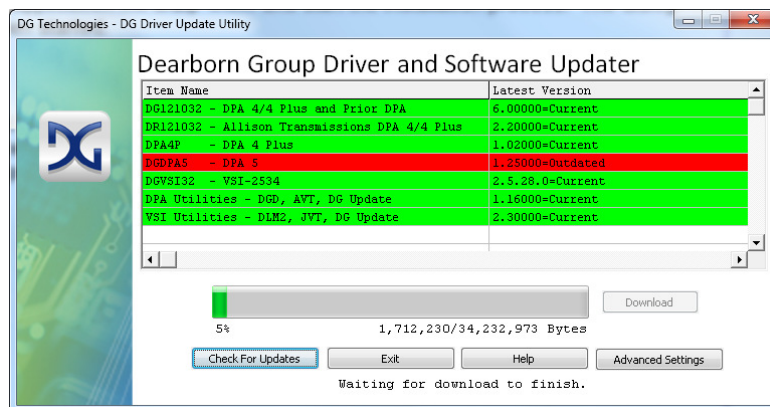 DG Technologies - DG Driver Update Utility
Dearborn Group Driver and Software Updater
Item Name Latest Version
DG121032 - DPA 4/4 Plus and Prior DPA 6.00000=Current
DR121032 - Allison Transmissions DPA 4/4 Plus 2.20000=Current
DPA4P - DPA 4 Plus 1.02000=Current
DGDPA5 - DPA 5 1.25000=Outdated
DGVSI32 - VSI-2534 2.5.28.0=Current
DPA Utilities - DGD, AVT, DG Update 1.16000=Current
VSI Utilities - DLM2, JVT, DG Update 2.30000=Current
DG
Download
5% 1,712,230/34,232,973 Bytes
Check For Updates Exit Help Advanced Settings
Waiting for download to finish.